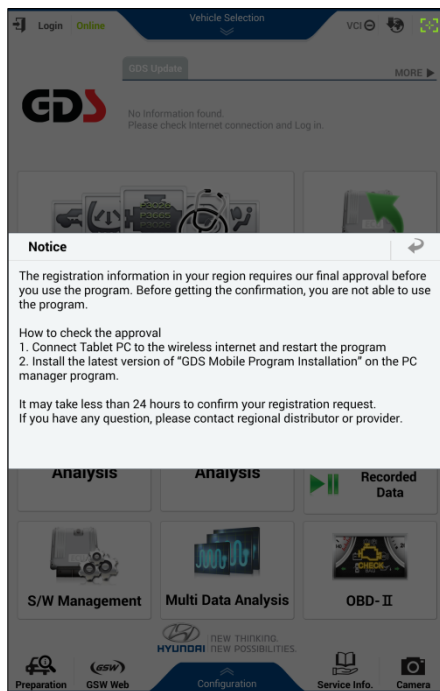 Login Online Vehicle Selection VCI
GDS Update MORE ▶
GDS
No Information found.
Please check Internet connection and Log in.
P3026
P3665
P3026
Notice
The registration information in your region requires our final approval before
you use the program. Before getting the confirmation, you are not able to use
the program.
How to check the approval
1. Connect Tablet PC to the wireless internet and restart the program
2. Install the latest version of “GDS Mobile Program Installation” on the PC
manager program.
It may take less than 24 hours to confirm your registration request.
If you have any question, please contact regional distributor or provider.
Analysis Analysis Recorded
Data
CHECK
S/W Management Multi Data Analysis OBD-Ⅱ
HYUNDAI NEW THINKING.
NEW POSSIBILITIES.
GSW
Preparation GSW Web Configuration Service Info. Camera